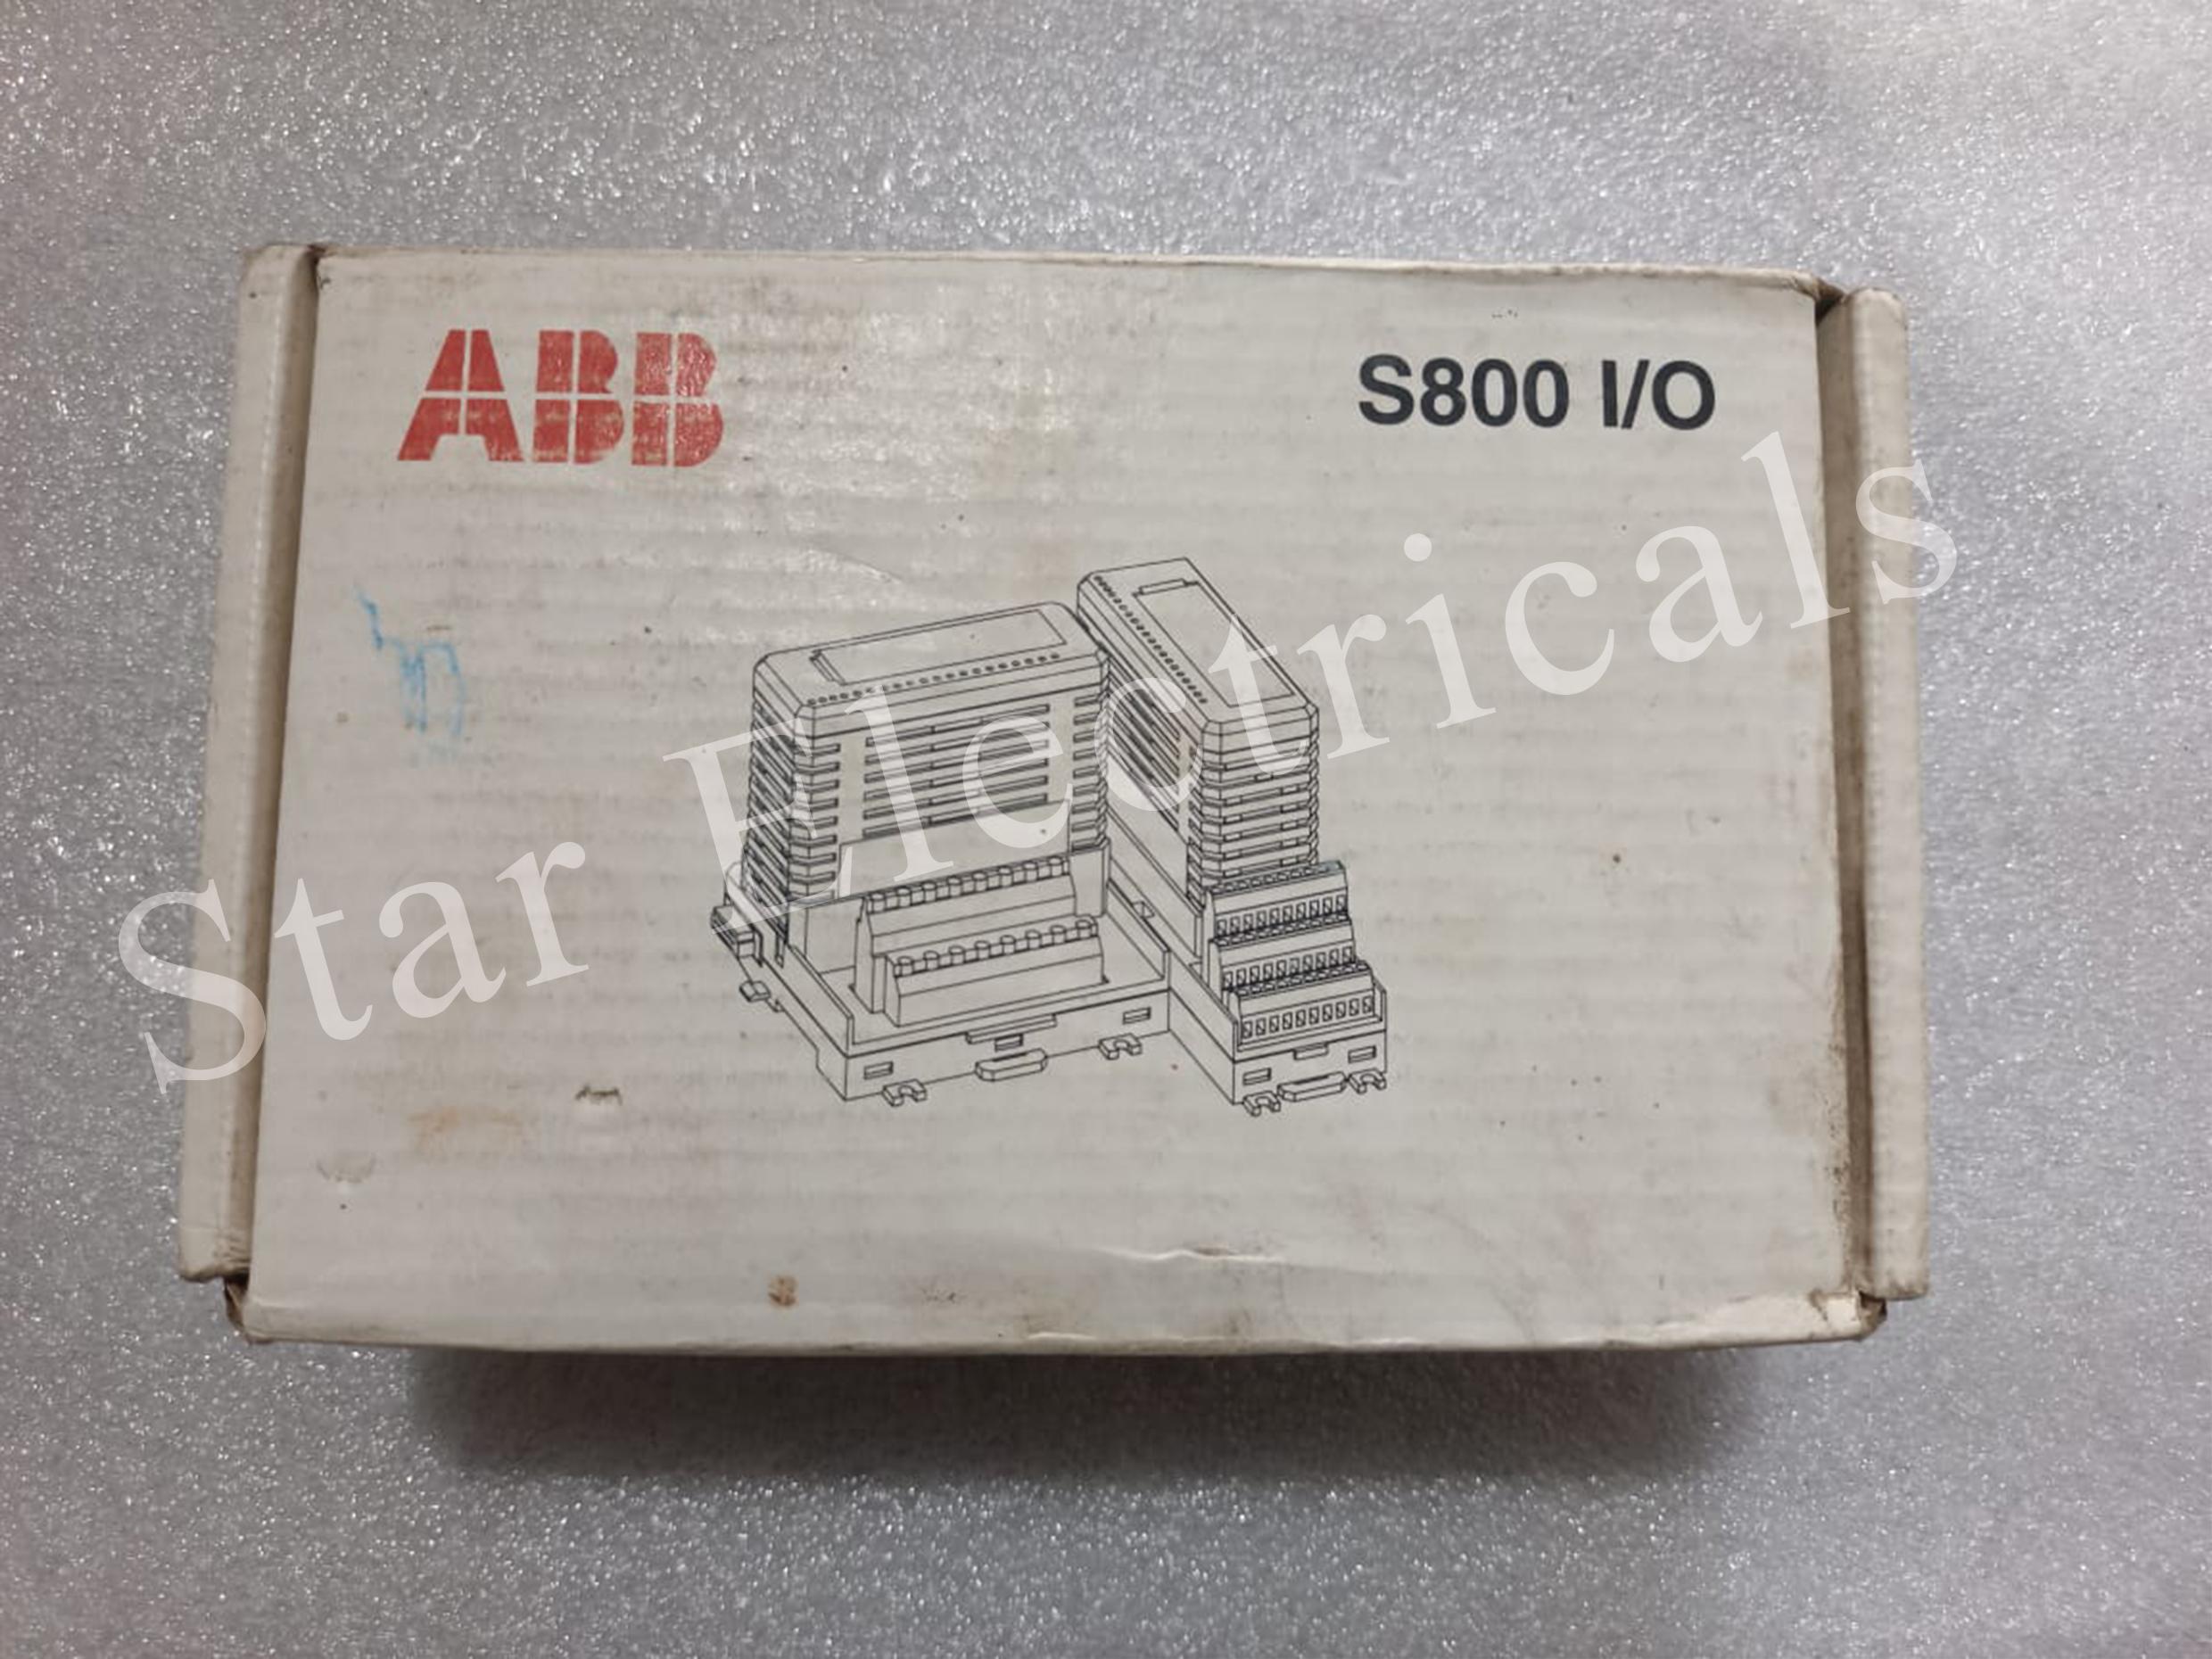 ABB
S800 I/O
Star Electricals